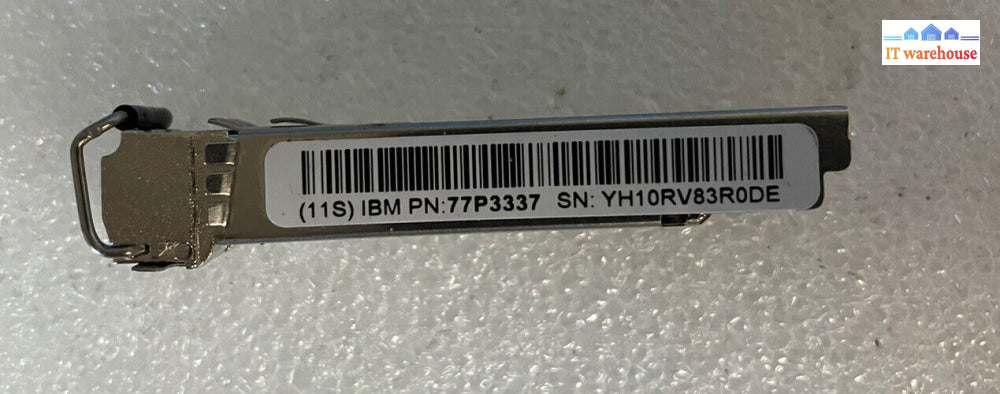 IT warehouse
(11S) IBM PN:77P3337 SN: YH10RV83R0DE